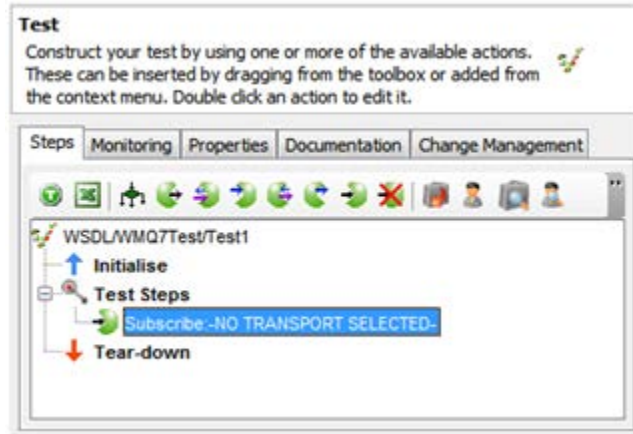 Test
Construct your test by using one or more of the available actions.
These can be inserted by dragging from the toolbox or added from
the context menu. Double click an action to edit it.
Steps Monitoring Properties Documentation Change Management
WSDL/WMQ7Test/Test1
Initialise
Test Steps
Subscribe:-NO TRANSPORT SELECTED-
Tear-down